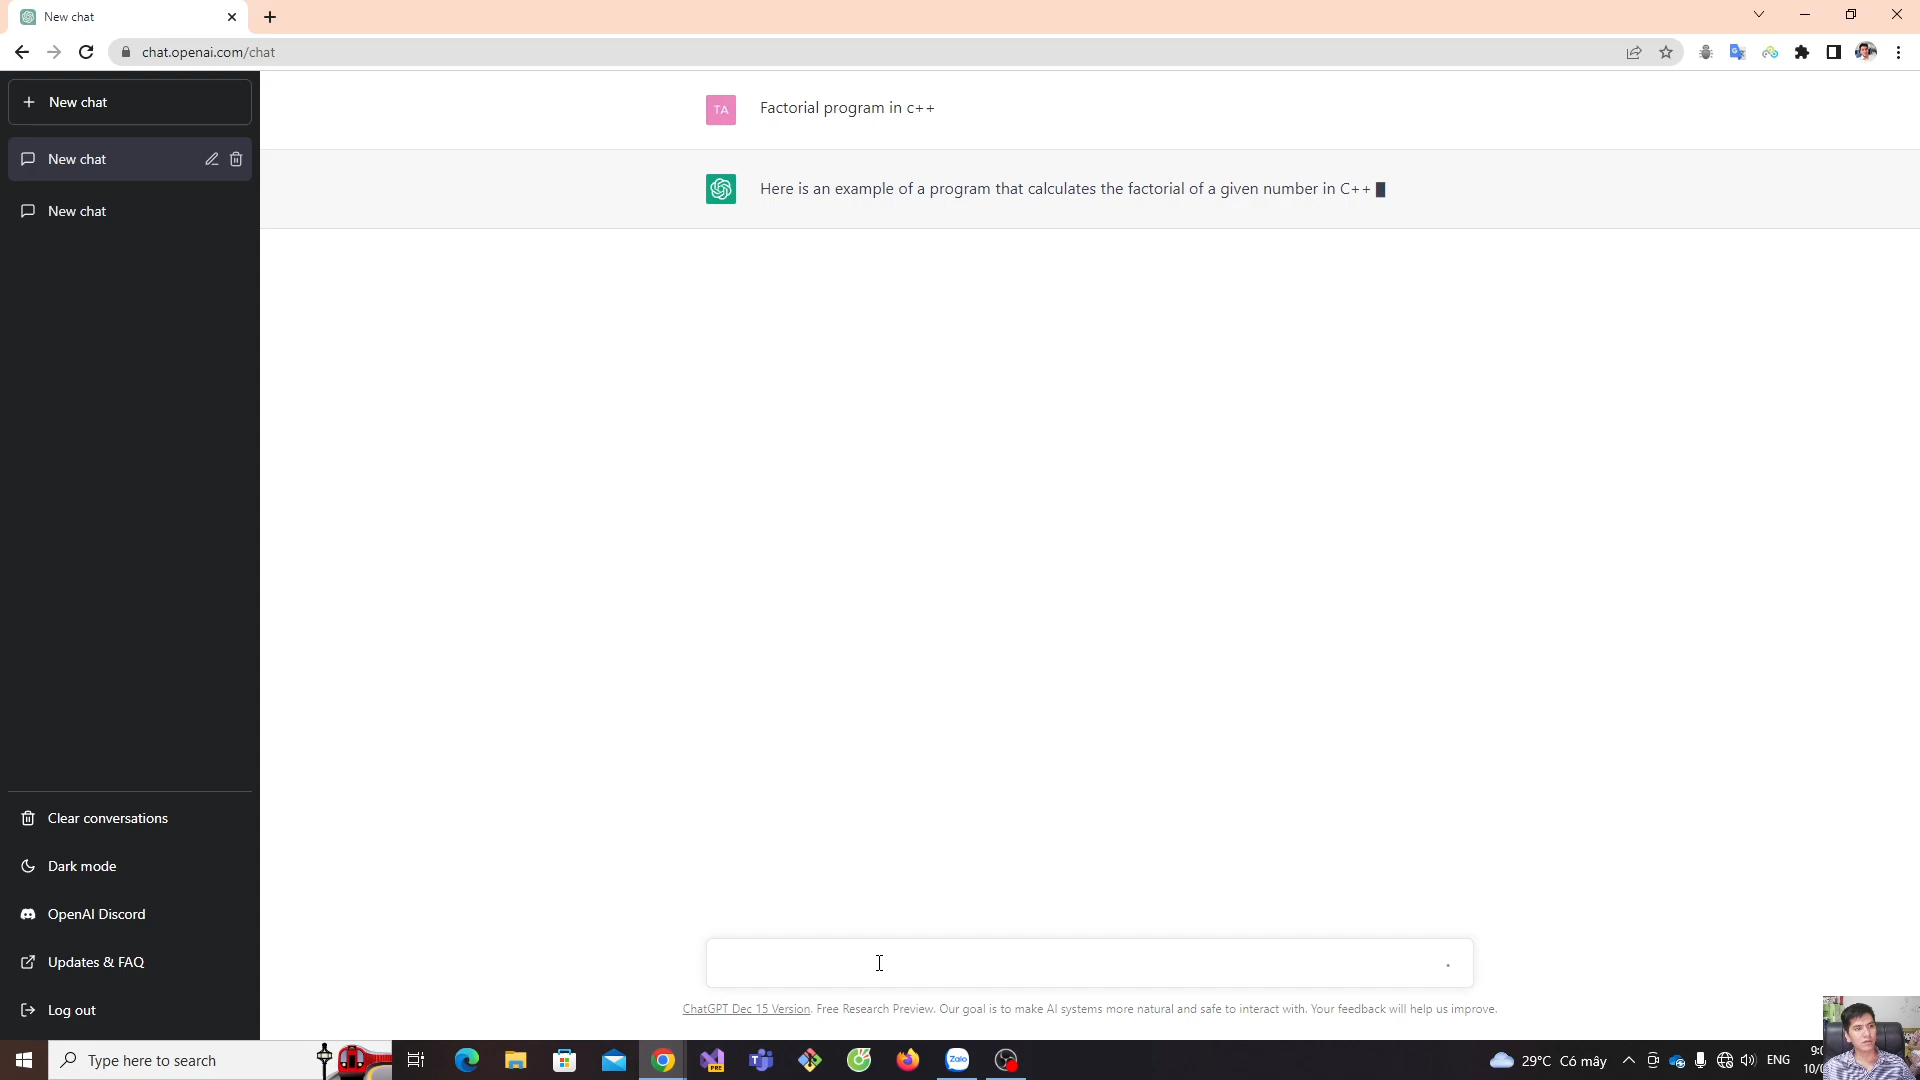 New chat
chat.openai.com/chat
New chat
New chat
New chat
TA
Factorial program in c++
Here is an example of a program that calculates the factorial of a given number in C++
Clear conversations
Dark mode
OpenAI Discord
Updates & FAQ
Log out
ChatGPT Dec 15 Version. Free Research Preview. Our goal is to make AI systems more natural and safe to interact with. Your feedback will help us improve.
Type here to search
PRE
Zalo
29°C Có mây
ENG